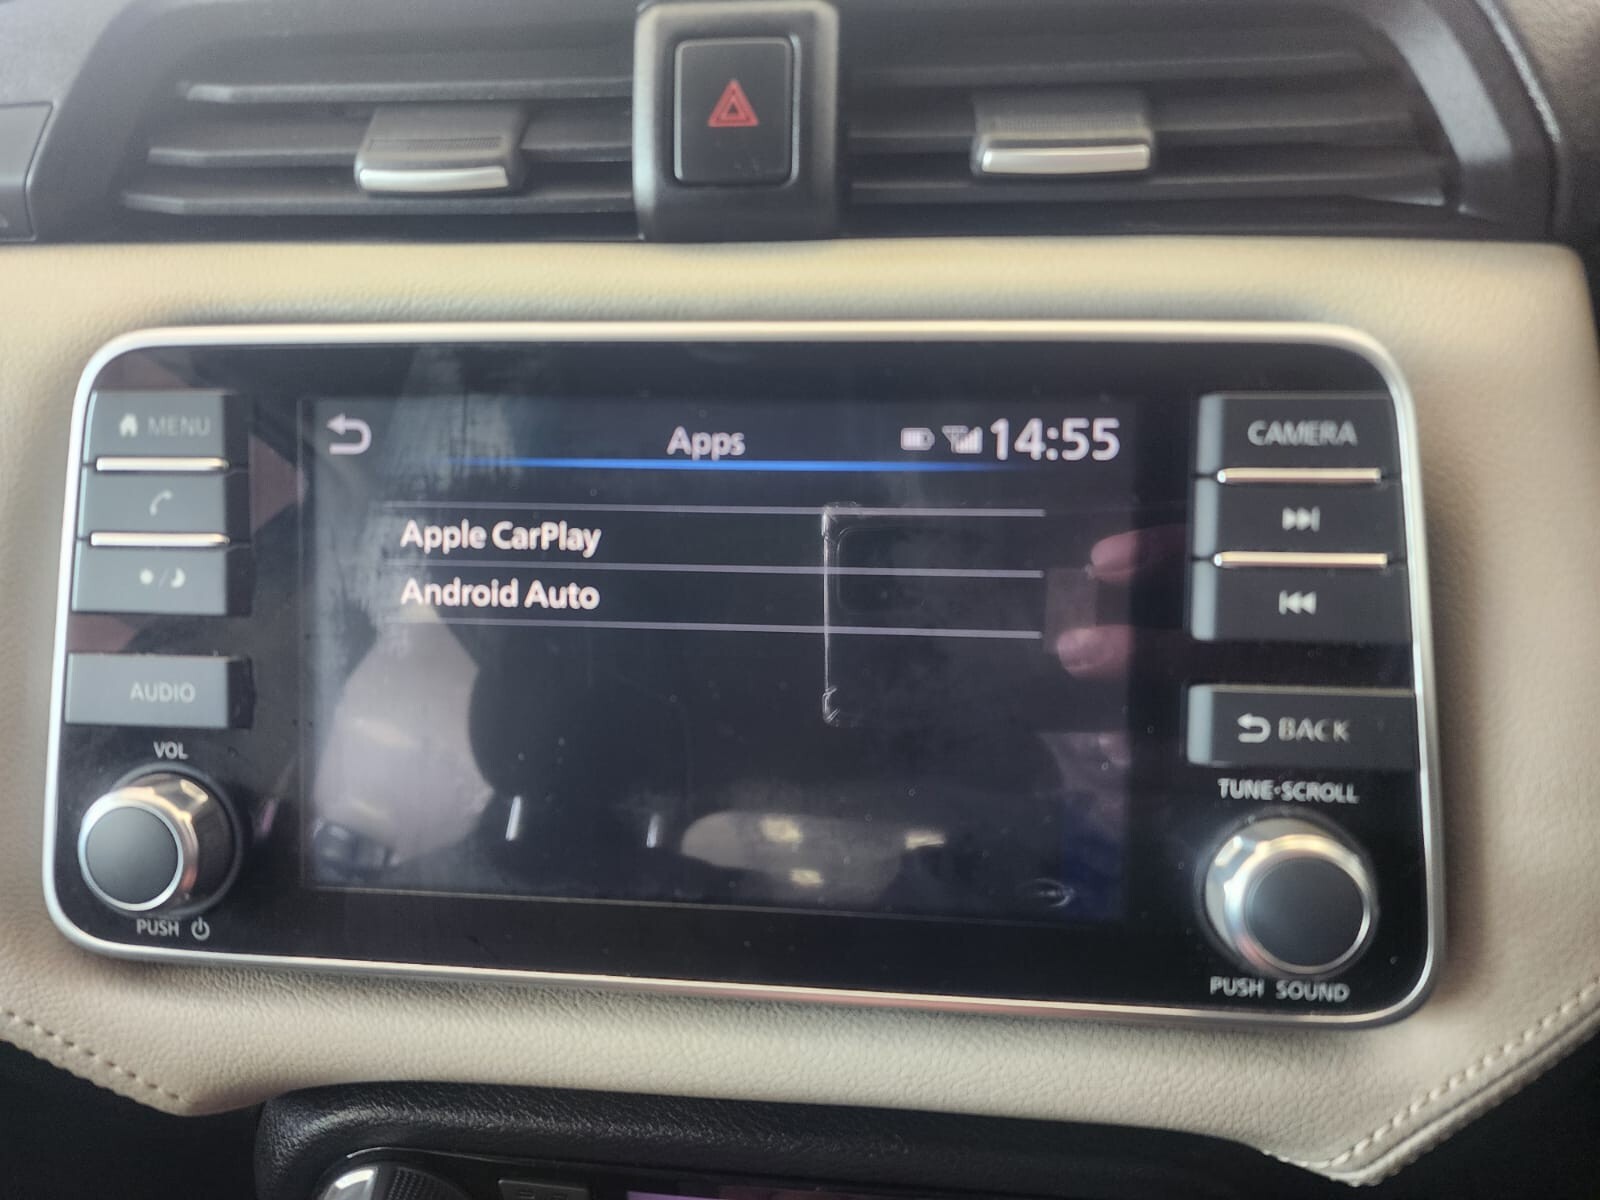 MENU
Apps
14:55
CAMERA
Apple CarPlay
Android Auto
AUDIO
BACK
VOL
TUNE·SCROLL
PUSH
PUSH SOUND